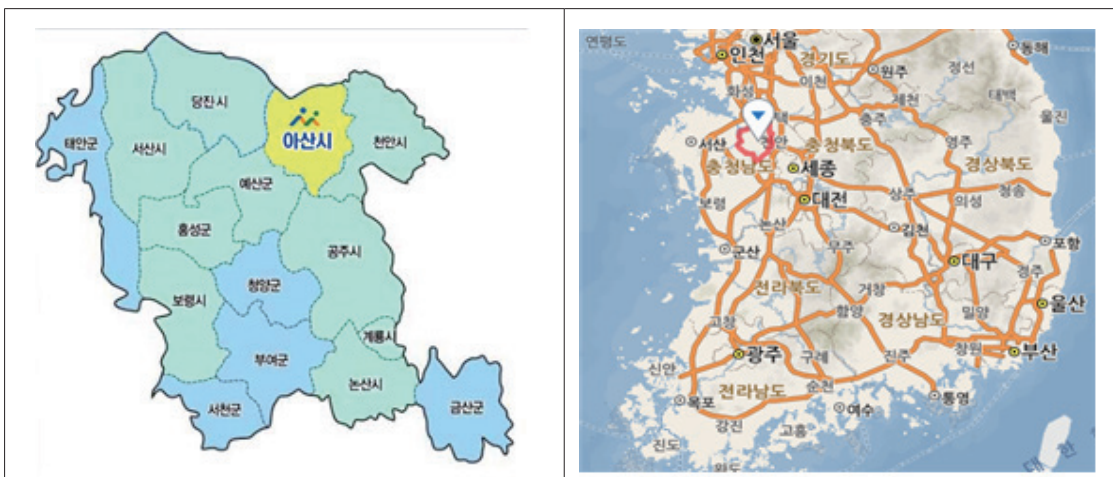 당진시
아산시
태안군
서산시
천안시
예산군
홍성군
공주시
청양군
보령시
계룡시
부여군
논산시
서천군
금산군
연평도
서울
동해
인천
경기도
정선
원주
이천
화성
태백
제천
택
충주
울진
서산
천안
영주
충청북도
충청남도
경상북도
세종
상주
청송
보령
대전
의성
논산
김천
포항
군산
무주
대구
경주
전라북도
거창
울산
고창
함양
경상남도
밀양
광주
구례
진주
창원
부산
신안
전라남도
순천
목포
여수
통영
강진
고흥
진도
완도
대 한